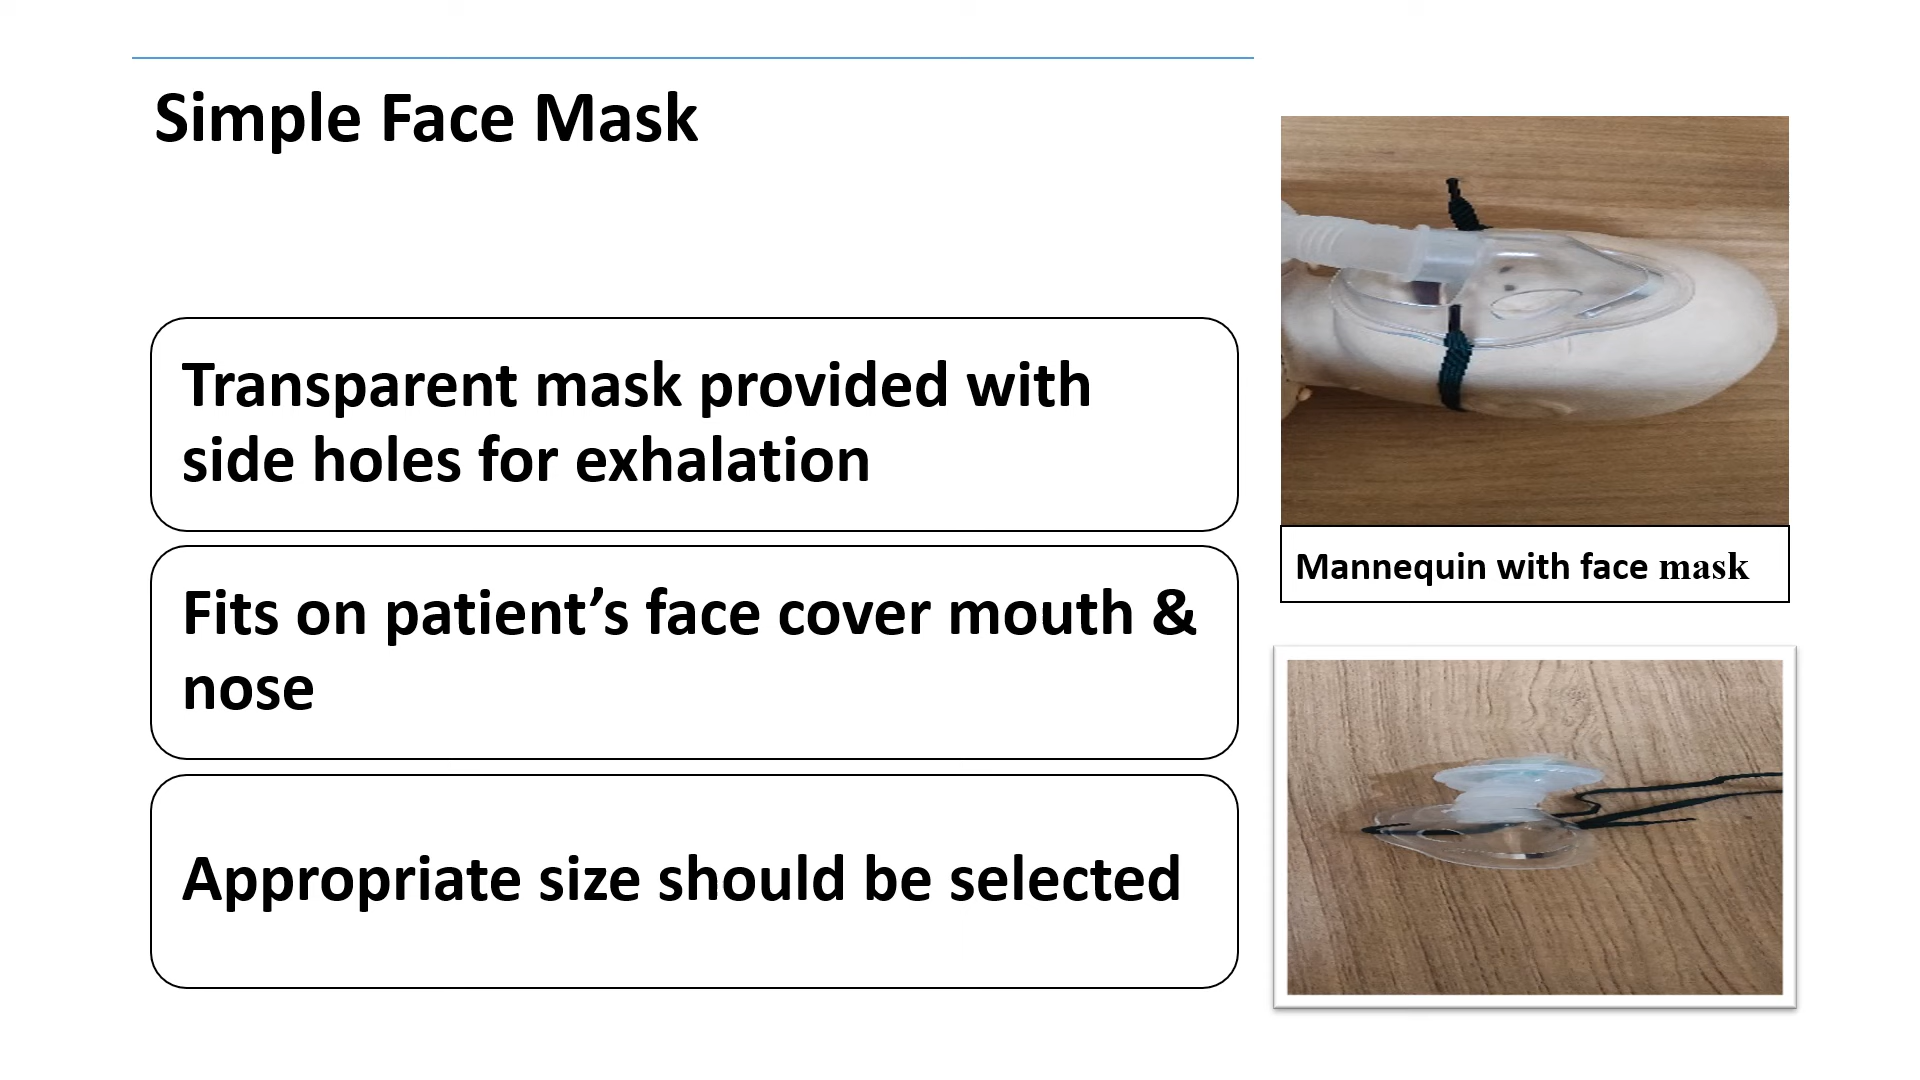 Simple Face Mask
Transparent mask provided with
side holes for exhalation
Fits on patient’s face cover mouth &
nose
Appropriate size should be selected
Mannequin with face mask